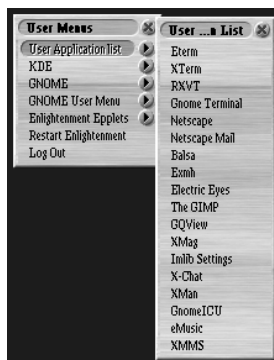 User Menus
User Application list
KDE
GNOME
GNOME User Menu
Enlightenment Epplets
Restart Enlightenment
Log Out
User ...n List
Eterm
XTerm
RXVT
Gnome Terminal
Netscape
Netscape Mail
Balsa
Exmh
Electric Eyes
The GIMP
GQView
XMag
Imlib Settings
X-Chat
XMan
GnomeICU
eMusic
XMMS